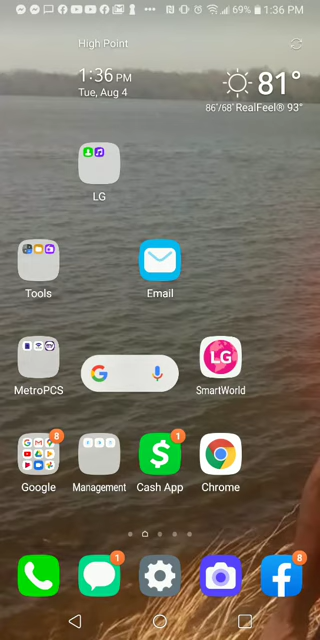 69% 1:36 PM
High Point
1:36 PM
Tue, Aug 4
81°
86°/68° RealFeel® 93°
LG
Tools
Email
MetroPCS
LG
SmartWorld
8
1
Google
Management
Cash App
Chrome
1
8